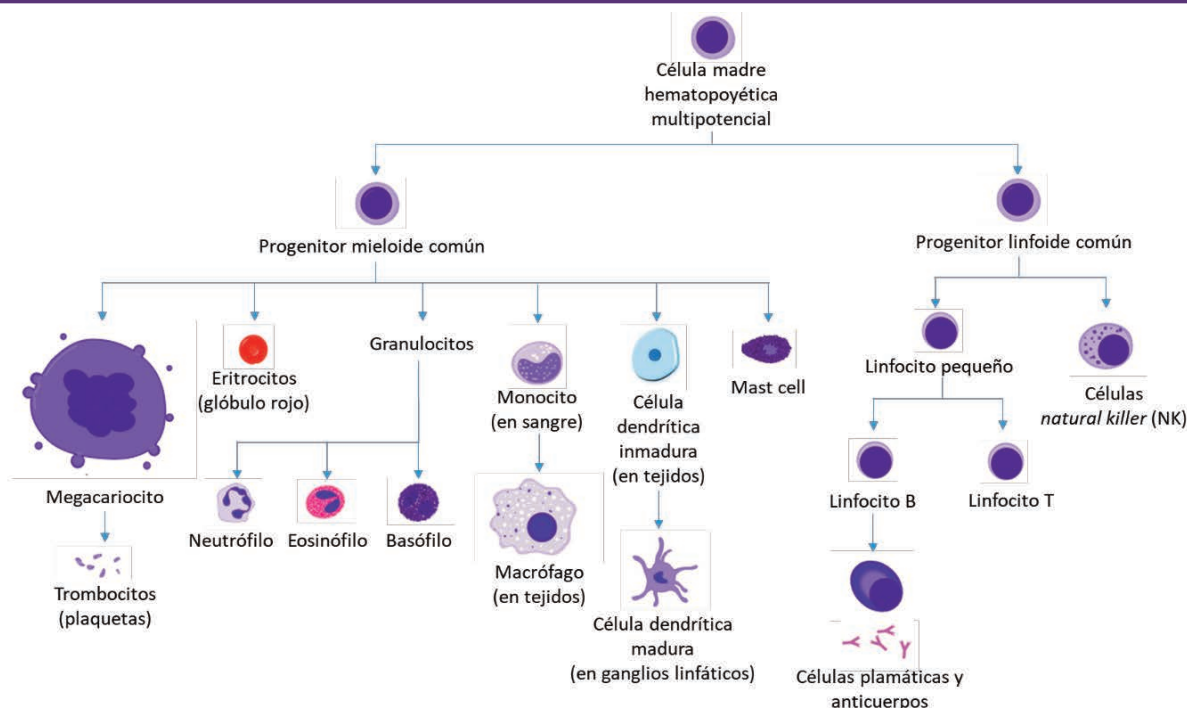 Célula madre
hematopoyética
multipotencial
Progenitor mieloide común
Progenitor linfoide común
Eritrocitos
(glóbulo rojo)
Granulocitos
Monocito
(en sangre)
Célula
dendrítica
inmadura
(en tejidos)
Mast cell
Linfocito pequeño
Células
natural killer (NK)
Megacariocito
Neutrófilo
Eosinófilo
Basófilo
Linfocito B
Linfocito T
Trombocitos
(plaquetas)
Macrófago
(en tejidos)
Célula dendrítica
madura
(en ganglios linfáticos)
Células plamáticas y
anticuerpos